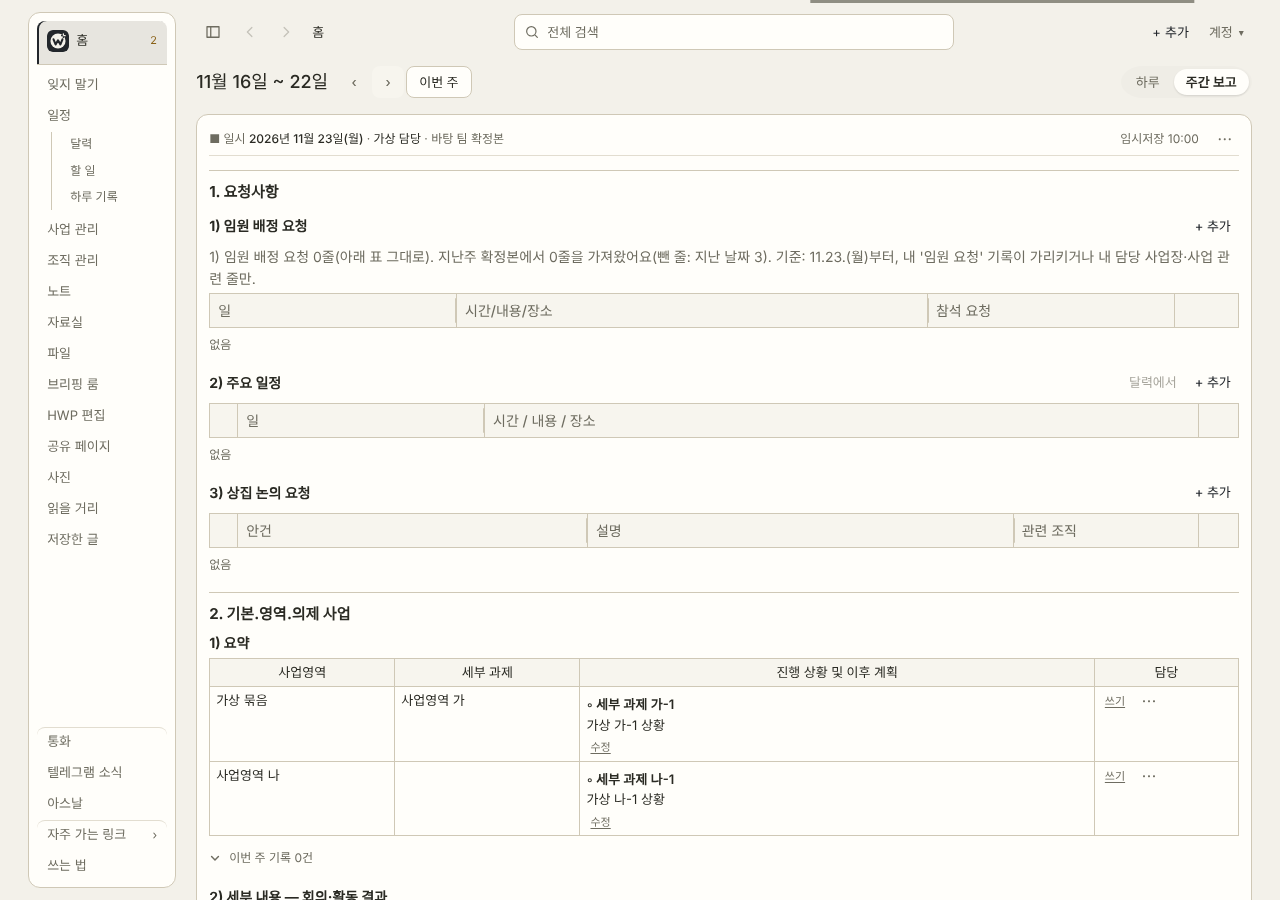 홈 2
잊지 말기
일정
달력
할 일
하루 기록
사업 관리
조직 관리
노트
자료실
파일
브리핑 룸
HWP 편집
공유 페이지
사진
읽을 거리
저장한 글
통화
텔레그램 소식
아스날
자주 가는 링크 ›
쓰는 법
홈
전체 검색
+ 추가 계정 ▾
11월 16일 ~ 22일 ‹ › 이번 주
하루 주간 보고
■ 일시 2026년 11월 23일(월) · 가상 담당 · 바탕 팀 확정본
임시저장 10:00 ···
1. 요청사항
1) 임원 배정 요청 + 추가
1) 임원 배정 요청 0줄(아래 표 그대로). 지난주 확정본에서 0줄을 가져왔어요(뺀 줄: 지난 날짜 3). 기준: 11.23.(월)부터, 내 '임원 요청' 기록이 가리키거나 내 담당 사업장·사업 관
련 줄만.
일 시간/내용/장소 참석 요청
없음
2) 주요 일정 달력에서 + 추가
일 시간 / 내용 / 장소
없음
3) 상집 논의 요청 + 추가
안건 설명 관련 조직
없음
2. 기본.영역.의제 사업
1) 요약
사업영역 세부 과제 진행 상황 및 이후 계획 담당
가상 묶음 사업영역 가 ∘ 세부 과제 가-1 쓰기 ···
가상 가-1 상황
수정
사업영역 나 ∘ 세부 과제 나-1 쓰기 ···
가상 나-1 상황
수정
이번 주 기록 0건
2) 세부 내용 — 회의·활동 결과